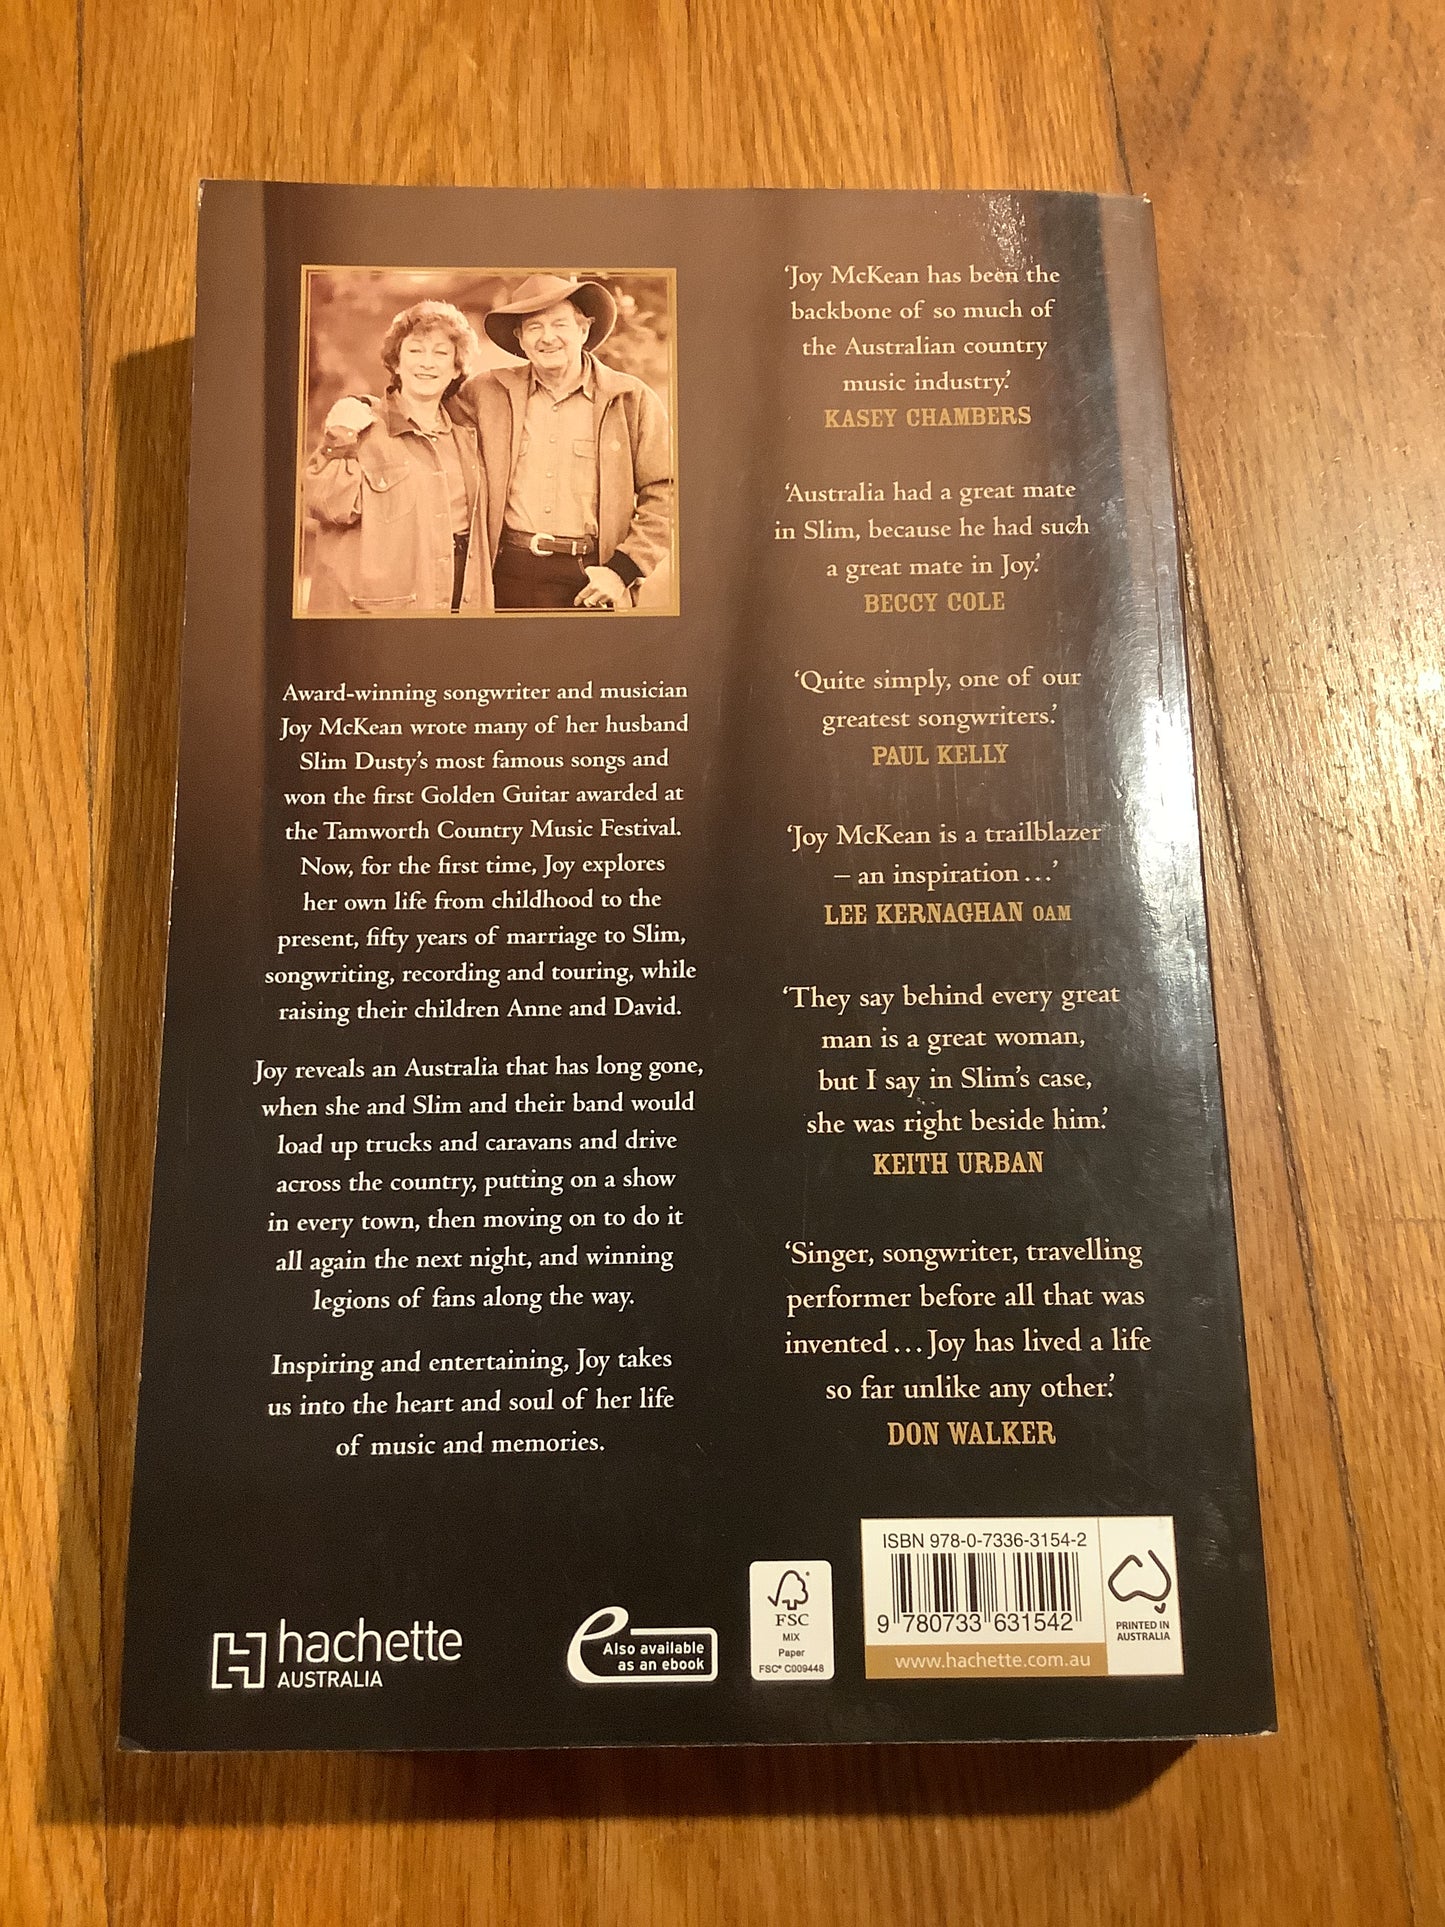 Award-winning songwriter and musician
Joy McKean wrote many of her husband
Slim Dusty's most famous songs and
won the first Golden Guitar awarded at
the Tamworth Country Music Festival.
Now, for the first time, Joy explores
her own life from childhood to the
present, fifty years of marriage to Slim,
songwriting, recording and touring, while
raising their children Anne and David.
Joy reveals an Australia that has long gone,
when she and Slim and their band would
load up trucks and caravans and drive
across the country, putting on a show
in every town, then moving on to do it
all again the next night, and winning
legions of fans along the way.
Inspiring and entertaining, Joy takes
us into the heart and soul of her life
of music and memories.
'Joy McKean has been the
backbone of so much of
the Australian country
music industry.'
KASEY CHAMBERS
'Australia had a great mate
in Slim, because he had such
a great mate in Joy.'
BECCY COLE
'Quite simply, one of our
greatest songwriters.'
PAUL KELLY
'Joy McKean is a trailblazer
– an inspiration ...'
LEE KERNAGHAN OAM
'They say behind every great
man is a great woman,
but I say in Slim's case,
she was right beside him.'
KEITH URBAN
'Singer, songwriter, travelling
performer before all that was
invented ... Joy has lived a life
so far unlike any other.'
DON WALKER
hachette
AUSTRALIA
e
Also available
as an ebook
FSC
MIX
Paper
FSC® C009448
ISBN 978-0-7336-3154-2
9 780733 631542
www.hachette.com.au
PRINTED IN
AUSTRALIA